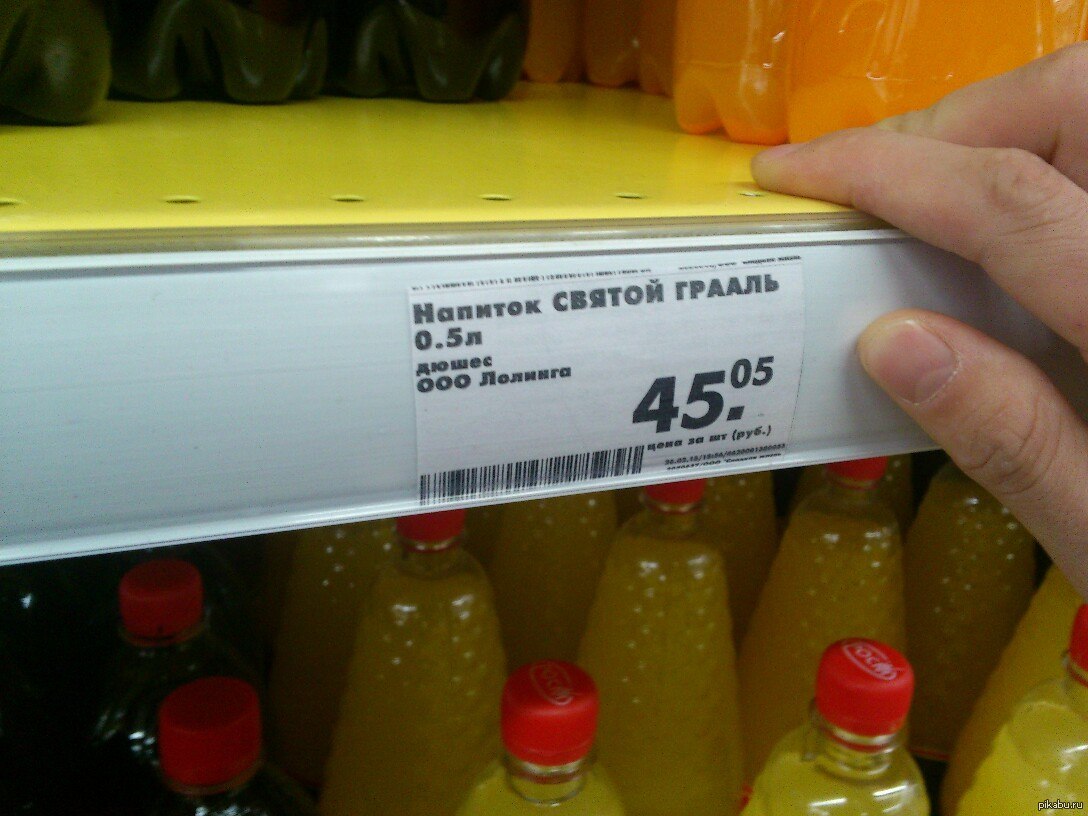 Напиток СВЯТОЙ ГРААЛЬ
0.5л
дюшес
ООО Лолинга
45.05
цена за шт (руб.)
pikabu.ru